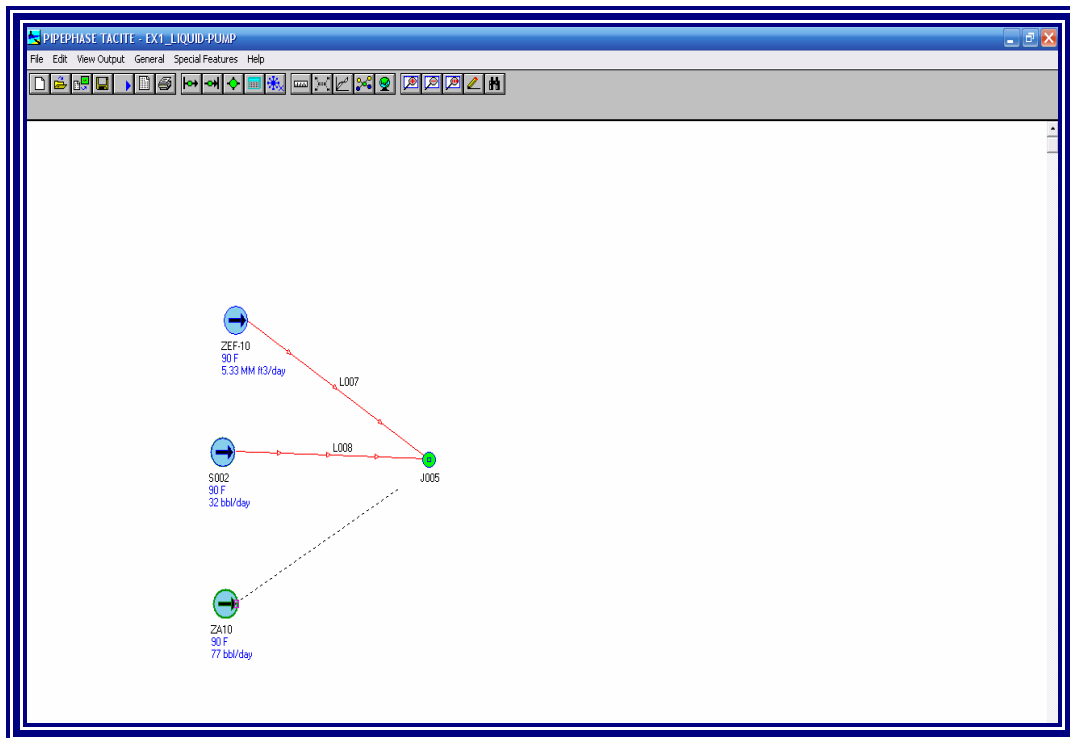 PIPEPHASE TACITE - EX1_LIQUID-PUMP
File Edit View Output General Special Features Help
ZEF-10
90 F
5.33 MM ft3/day
L007
L008
S002
90 F
32 bbl/day
J005
ZA10
90 F
77 bbl/day